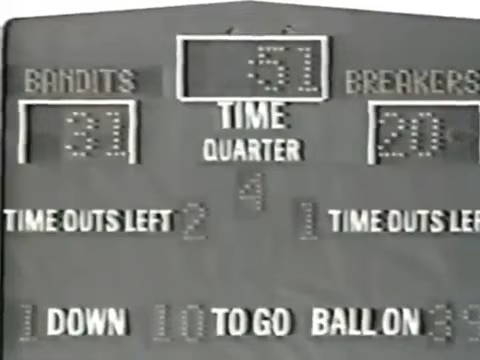 51
BANDITS BREAKERS
31 TIME 20
QUARTER
4
TIME OUTS LEFT 2 1 TIME OUTS LEF
1 DOWN 10 TO GO BALL ON 39